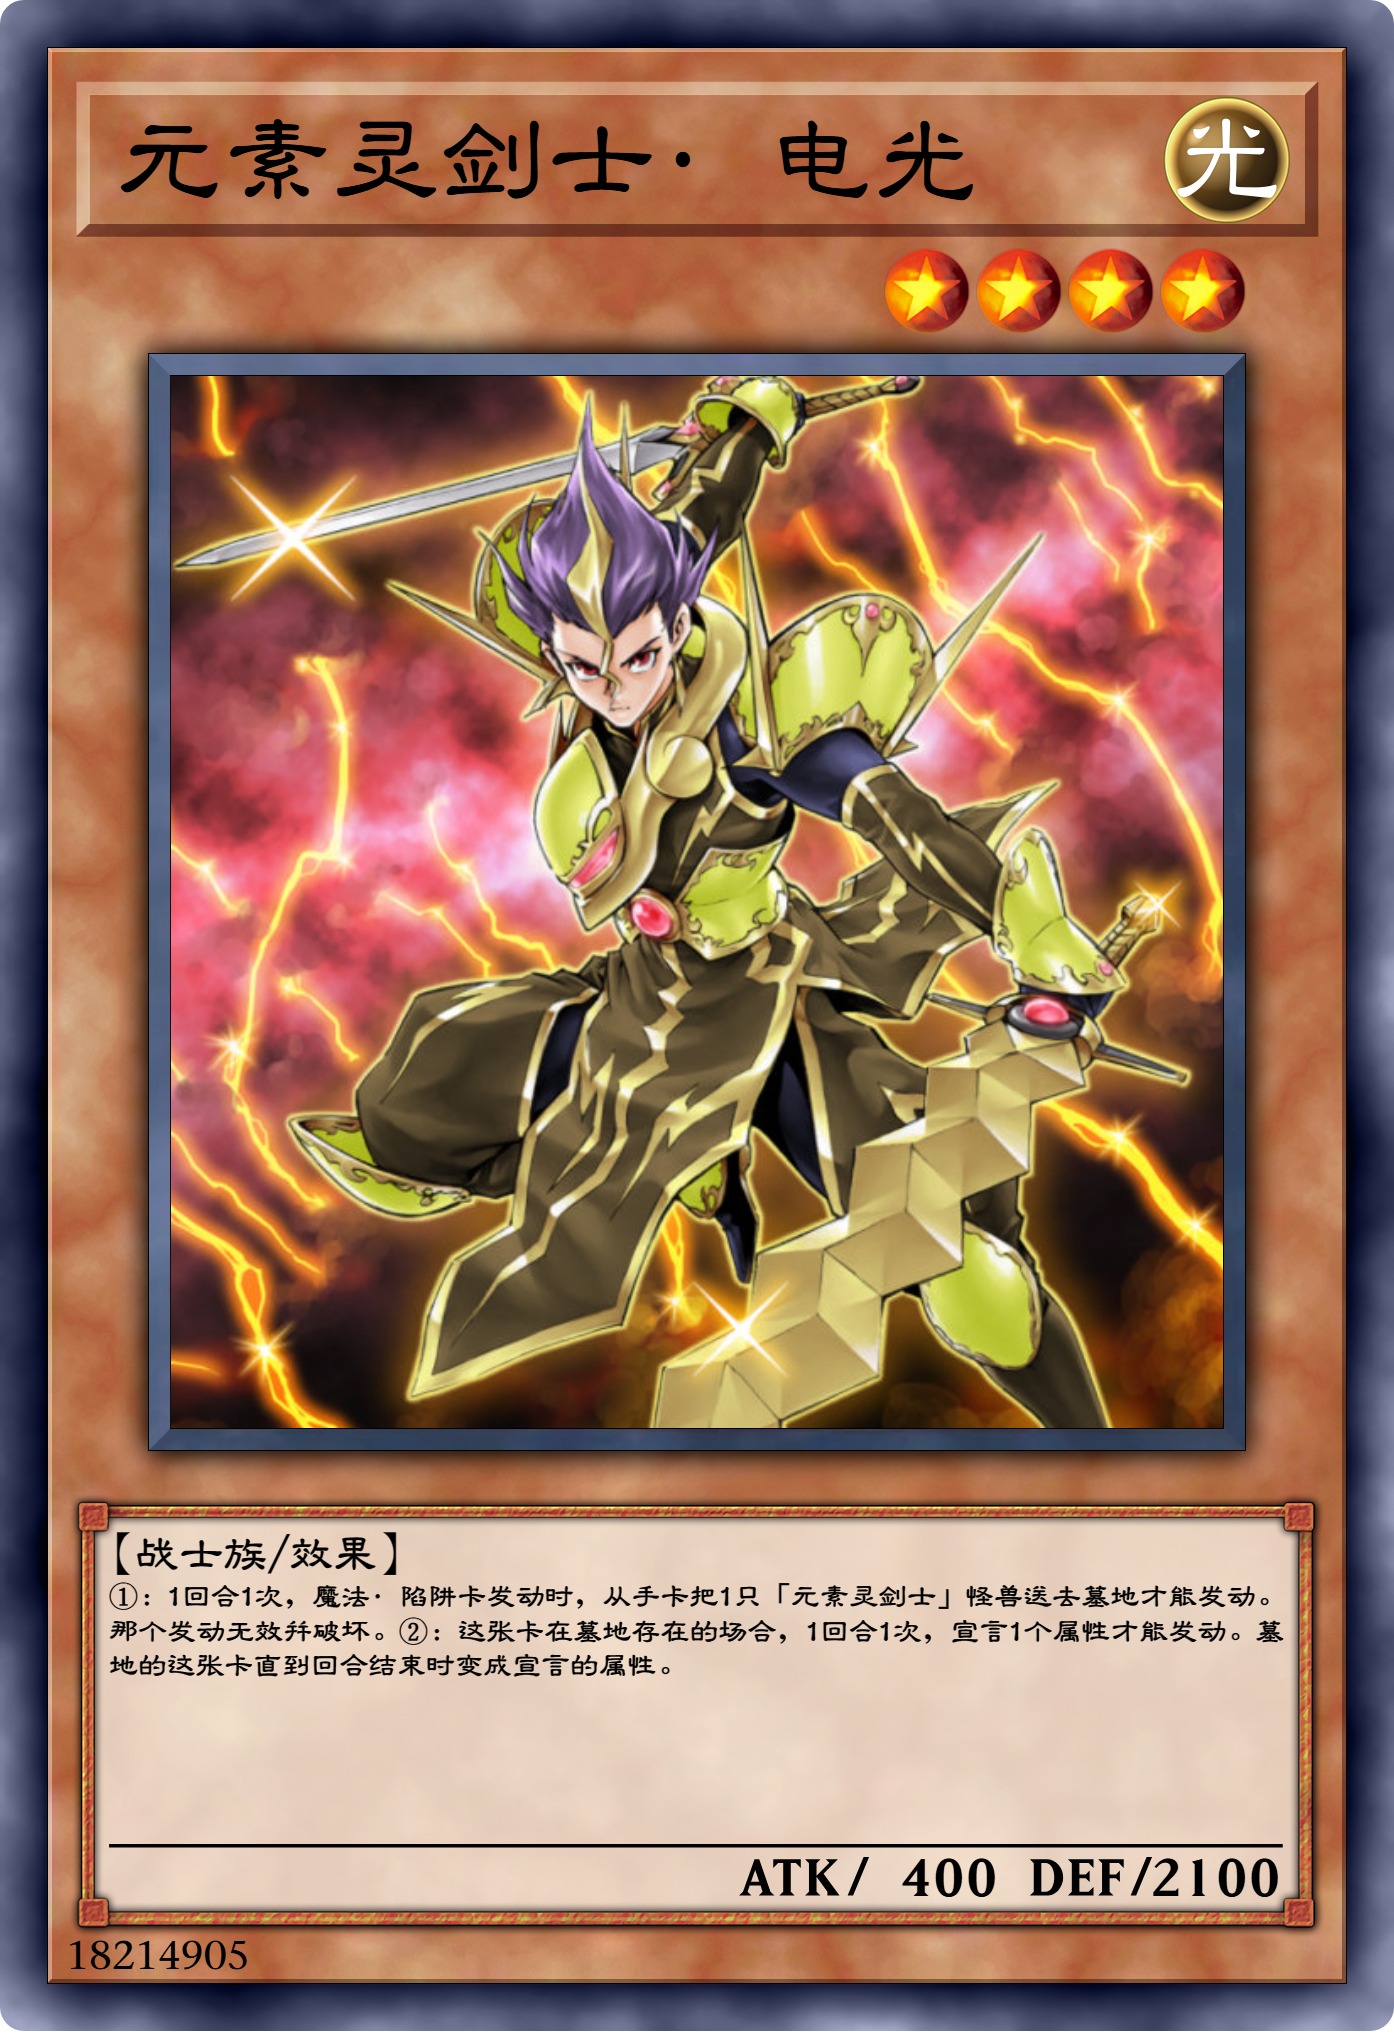 元素灵剑士· 电光
光
【战士族/效果】
①：1回合1次，魔法·陷阱卡发动时，从手卡把1只「元素灵剑士」怪兽送去墓地才能发动。
那个发动无效并破坏。②：这张卡在墓地存在的场合，1回合1次，宣言1个属性才能发动。墓
地的这张卡直到回合结束时变成宣言的属性。
ATK/ 400 DEF/2100
18214905